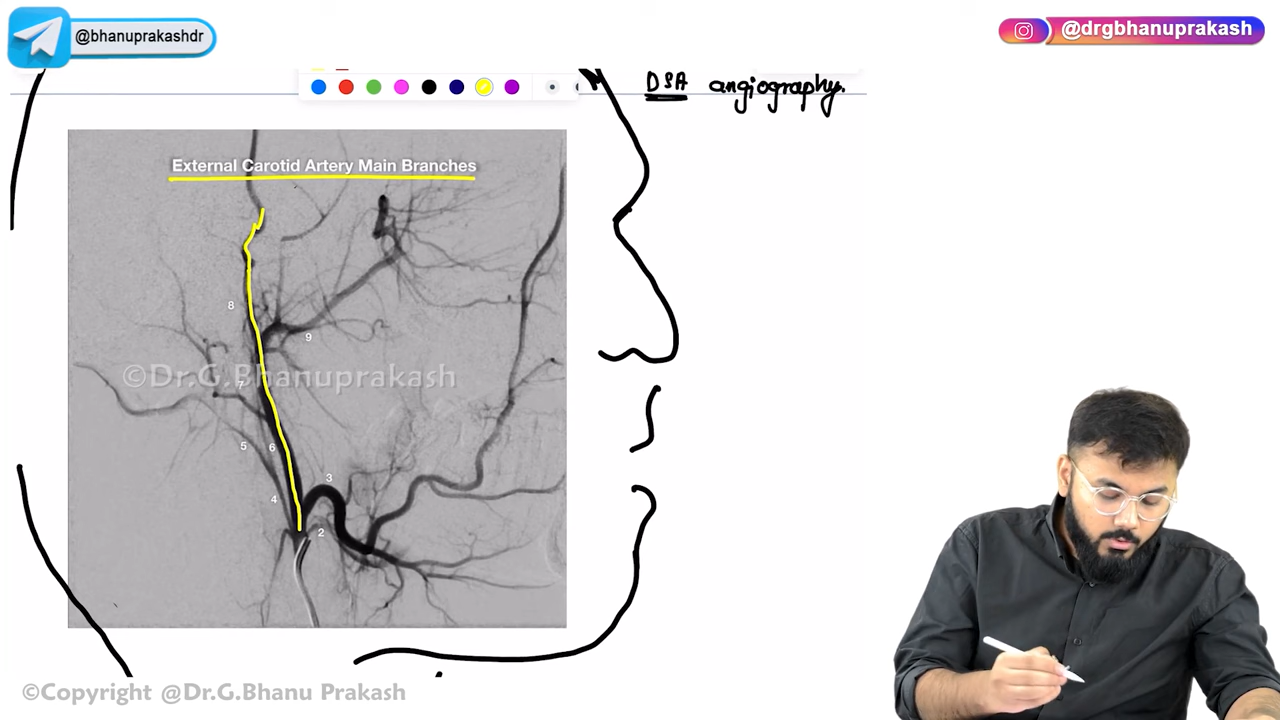 @bhanuprakashdr
@drgbhanuprakash
DSA angiography.
External Carotid Artery Main Branches
8
9
©Dr.G.Bhanuprakash
7
5
6
3
4
2
©Copyright @Dr.G.Bhanu Prakash